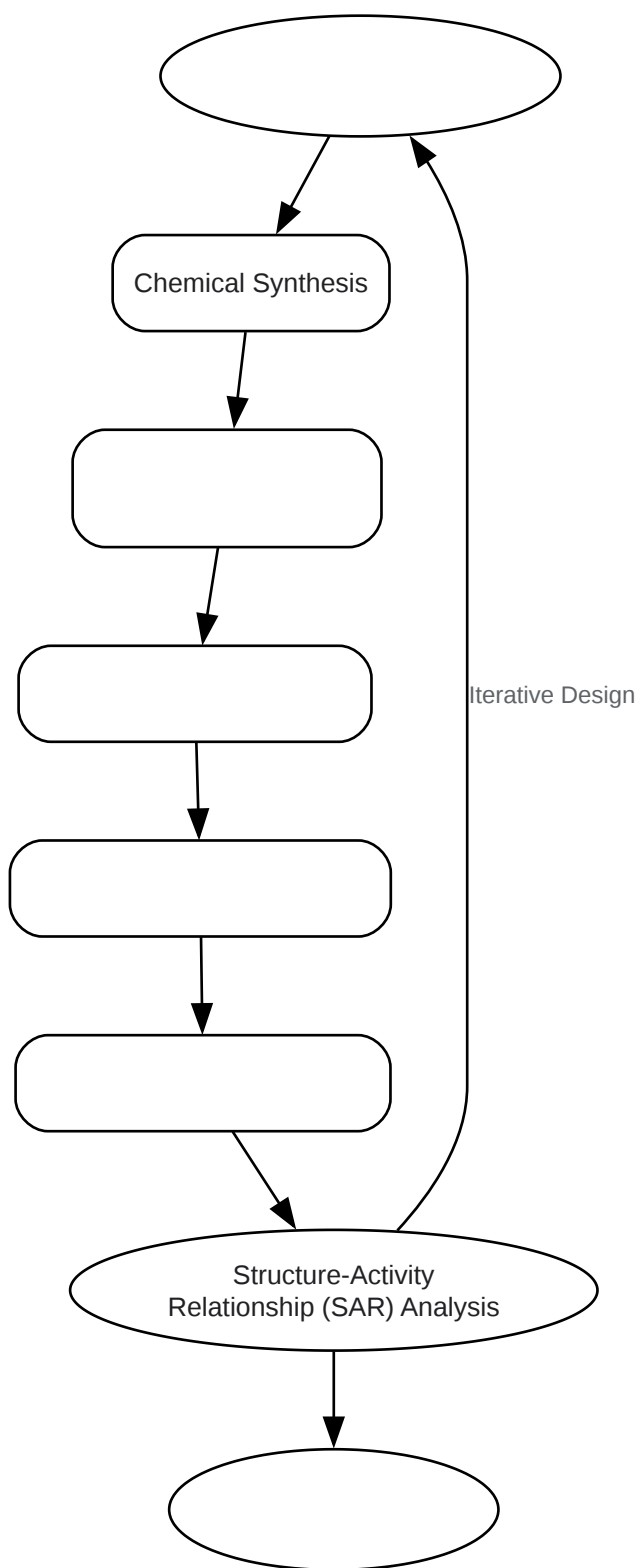 Chemical Synthesis
Iterative Design
Structure-Activity
Relationship (SAR) Analysis